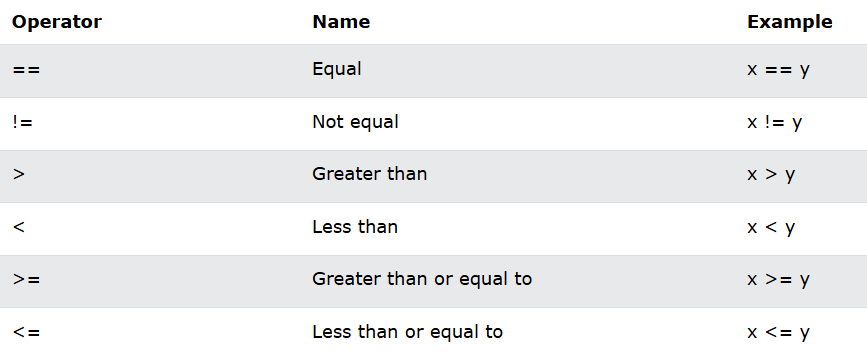 Operator Name Example
== Equal x == y
!= Not equal x != y
> Greater than x > y
< Less than x < y
>= Greater than or equal to x >= y
<= Less than or equal to x <= y